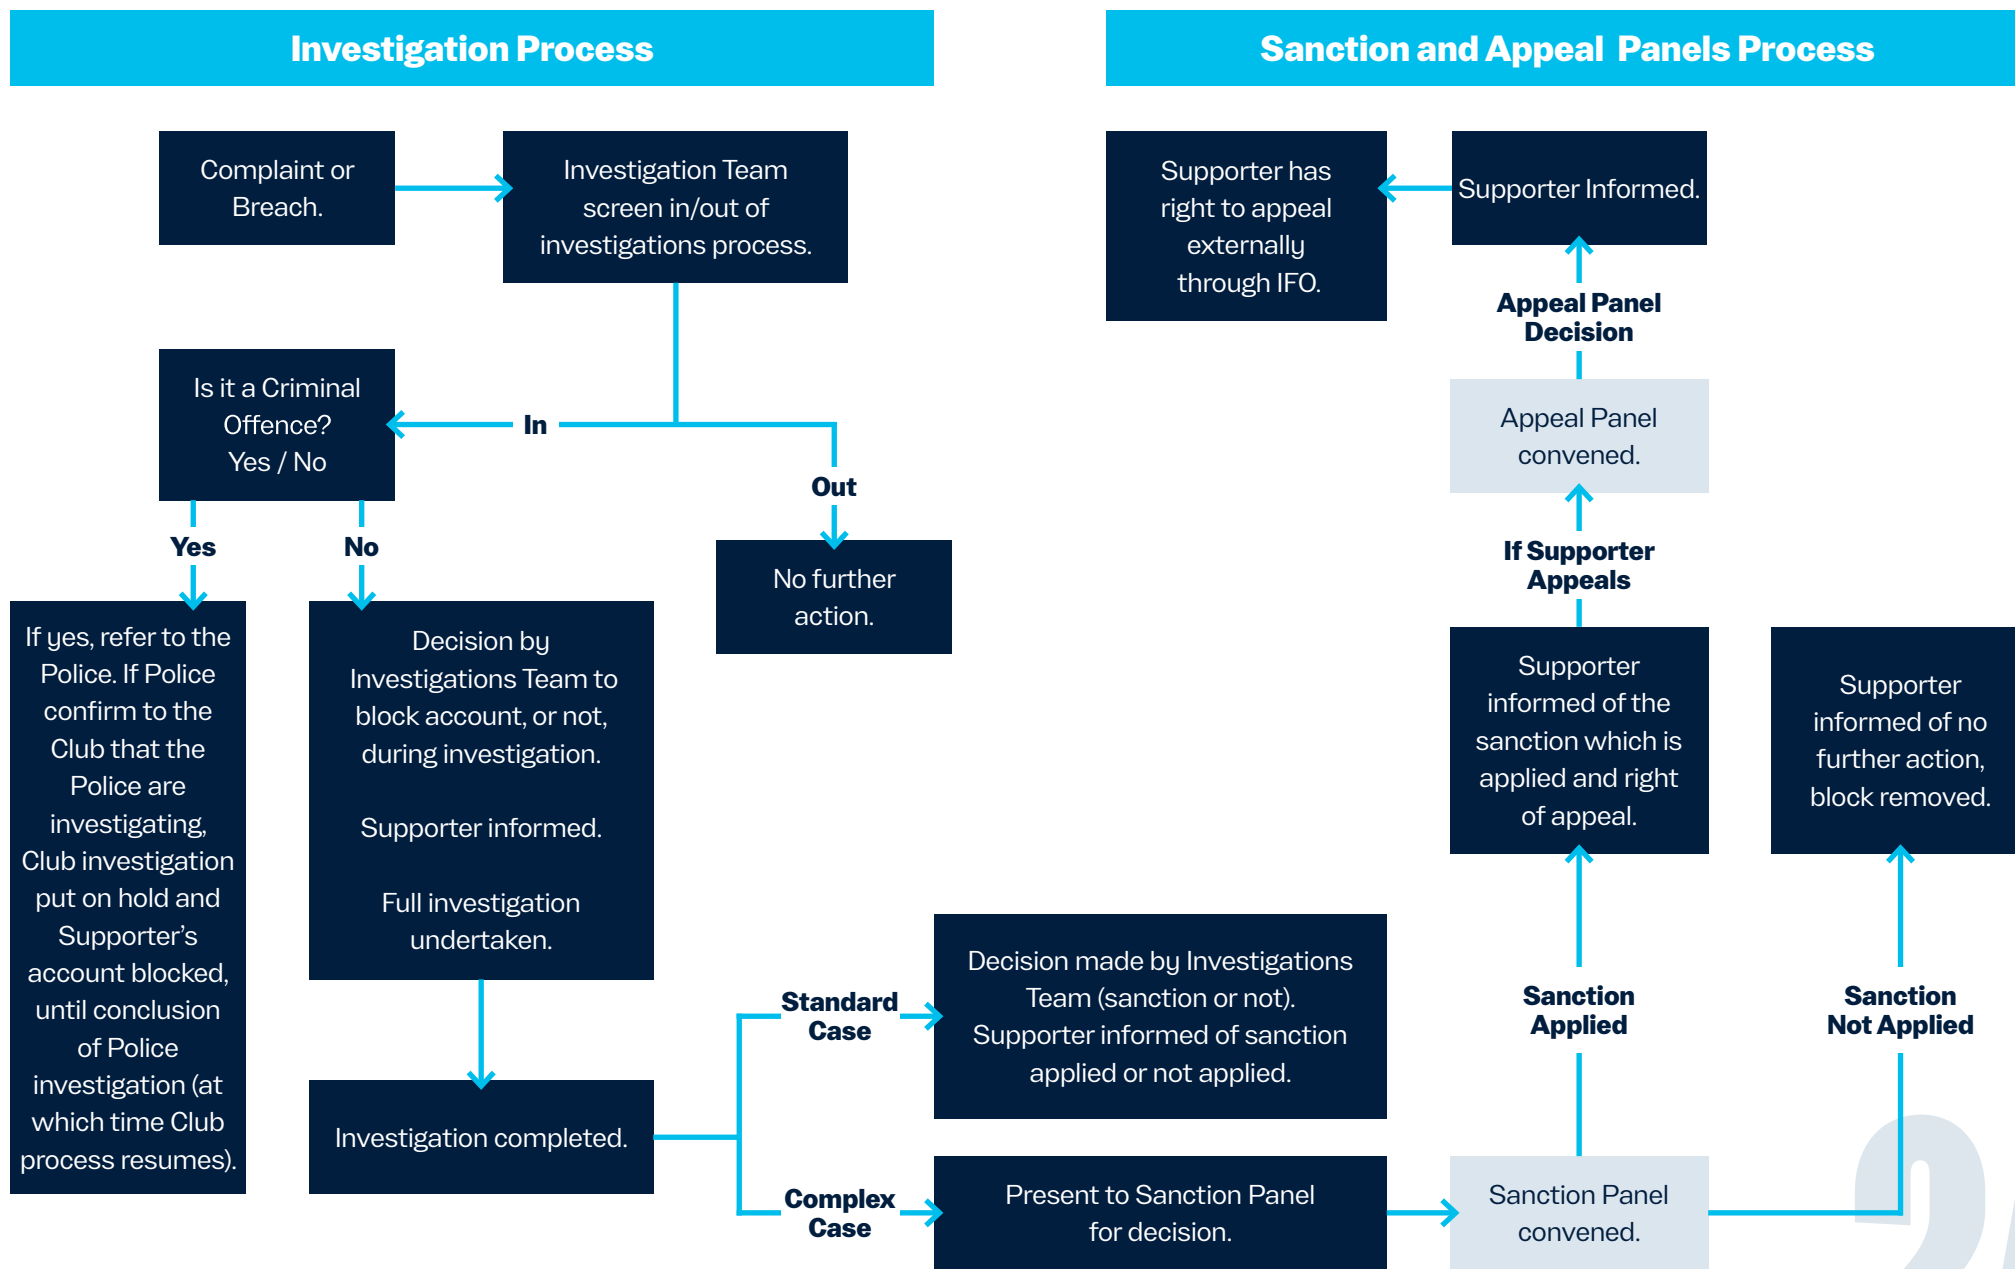 Investigation Process
Complaint or
Breach.
Investigation Team
screen in/out of
investigations process.
Is it a Criminal
Offence?
Yes / No
In
Out
No further
action.
Yes
No
If yes, refer to the
Police. If Police
confirm to the
Club that the
Police are
investigating,
Club investigation
put on hold and
Supporter’s
account blocked,
until conclusion
of Police
investigation (at
which time Club
process resumes).
Decision by
Investigations Team to
block account, or not,
during investigation.
Supporter informed.
Full investigation
undertaken.
Investigation completed.
Standard
Case
Decision made by Investigations
Team (sanction or not).
Supporter informed of sanction
applied or not applied.
Complex
Case
Present to Sanction Panel
for decision.
Sanction and Appeal Panels Process
Supporter has
right to appeal
externally
through IFO.
Supporter Informed.
Appeal Panel
Decision
Appeal Panel
convened.
If Supporter
Appeals
Supporter
informed of the
sanction which is
applied and right
of appeal.
Supporter
informed of no
further action,
block removed.
Sanction
Applied
Sanction
Not Applied
Sanction Panel
convened.